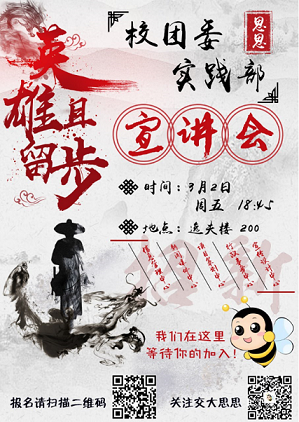 英
雄且
留步
校团委
实践部
思思
宣讲会
时间：3月2日
周五 18:45
地点：逸夫楼 200
我们在这里
等待你的加入！
报名请扫描二维码
关注交大思思